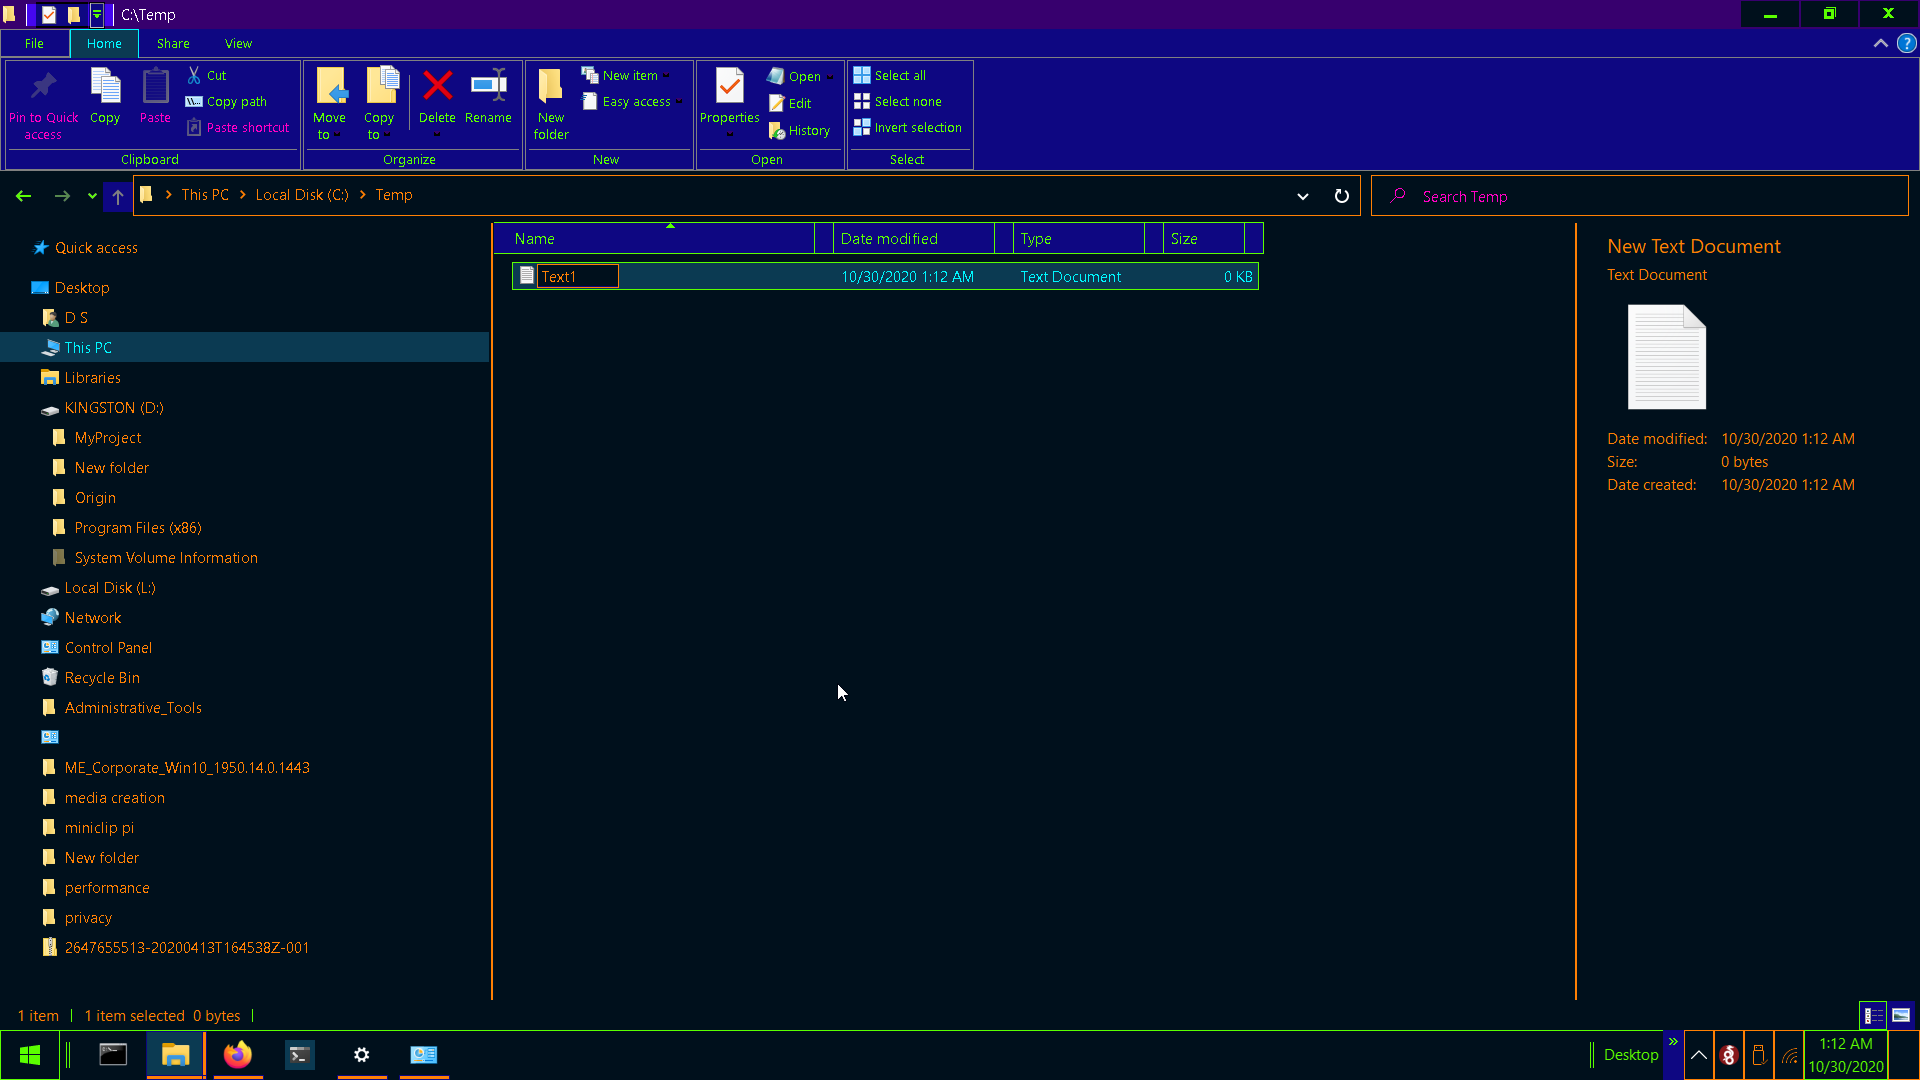 C:\Temp
File Home Share View
Pin to Quick access
Copy
Paste
Cut
Copy path
Paste shortcut
Clipboard
Move to
Copy to
Delete
Rename
Organize
New folder
New item
Easy access
New
Properties
Open
Edit
History
Open
Select all
Select none
Invert selection
Select
This PC > Local Disk (C:) > Temp
Search Temp
Quick access
Desktop
D S
This PC
Libraries
KINGSTON (D:)
MyProject
New folder
Origin
Program Files (x86)
System Volume Information
Local Disk (L:)
Network
Control Panel
Recycle Bin
Administrative_Tools
ME_Corporate_Win10_1950.14.0.1443
media creation
miniclip pi
New folder
performance
privacy
2647655513-20200413T164538Z-001
Name Date modified Type Size
Text1 10/30/2020 1:12 AM Text Document 0 KB
New Text Document
Text Document
Date modified: 10/30/2020 1:12 AM
Size: 0 bytes
Date created: 10/30/2020 1:12 AM
1 item | 1 item selected 0 bytes |
Desktop
1:12 AM
10/30/2020